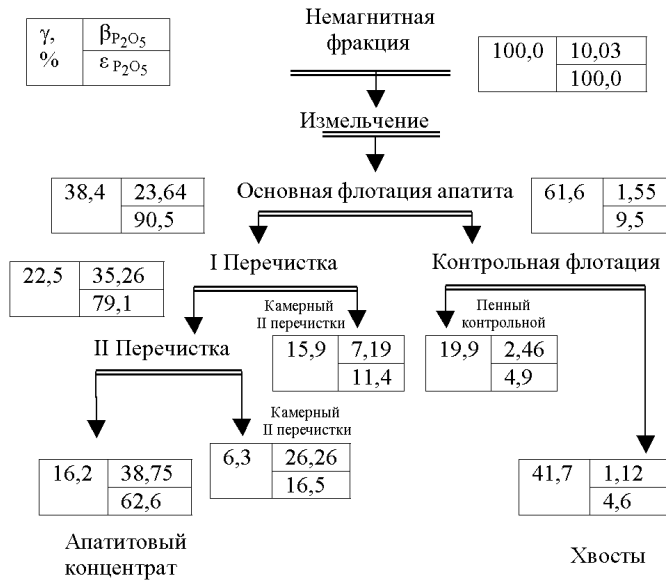 Немагнитная
фракция
γ, %
β P₂O₅
ε P₂O₅
100,0 10,03
100,0
Измельчение
38,4 23,64
90,5
Основная флотация апатита
61,6 1,55
9,5
22,5 35,26
79,1
I Перечистка
Контрольная флотация
Камерный
II перечистки
15,9 7,19
11,4
Пенный
контрольной
19,9 2,46
4,9
II Перечистка
Камерный
II перечистки
6,3 26,26
16,5
16,2 38,75
62,6
41,7 1,12
4,6
Апатитовый
концентрат
Хвосты